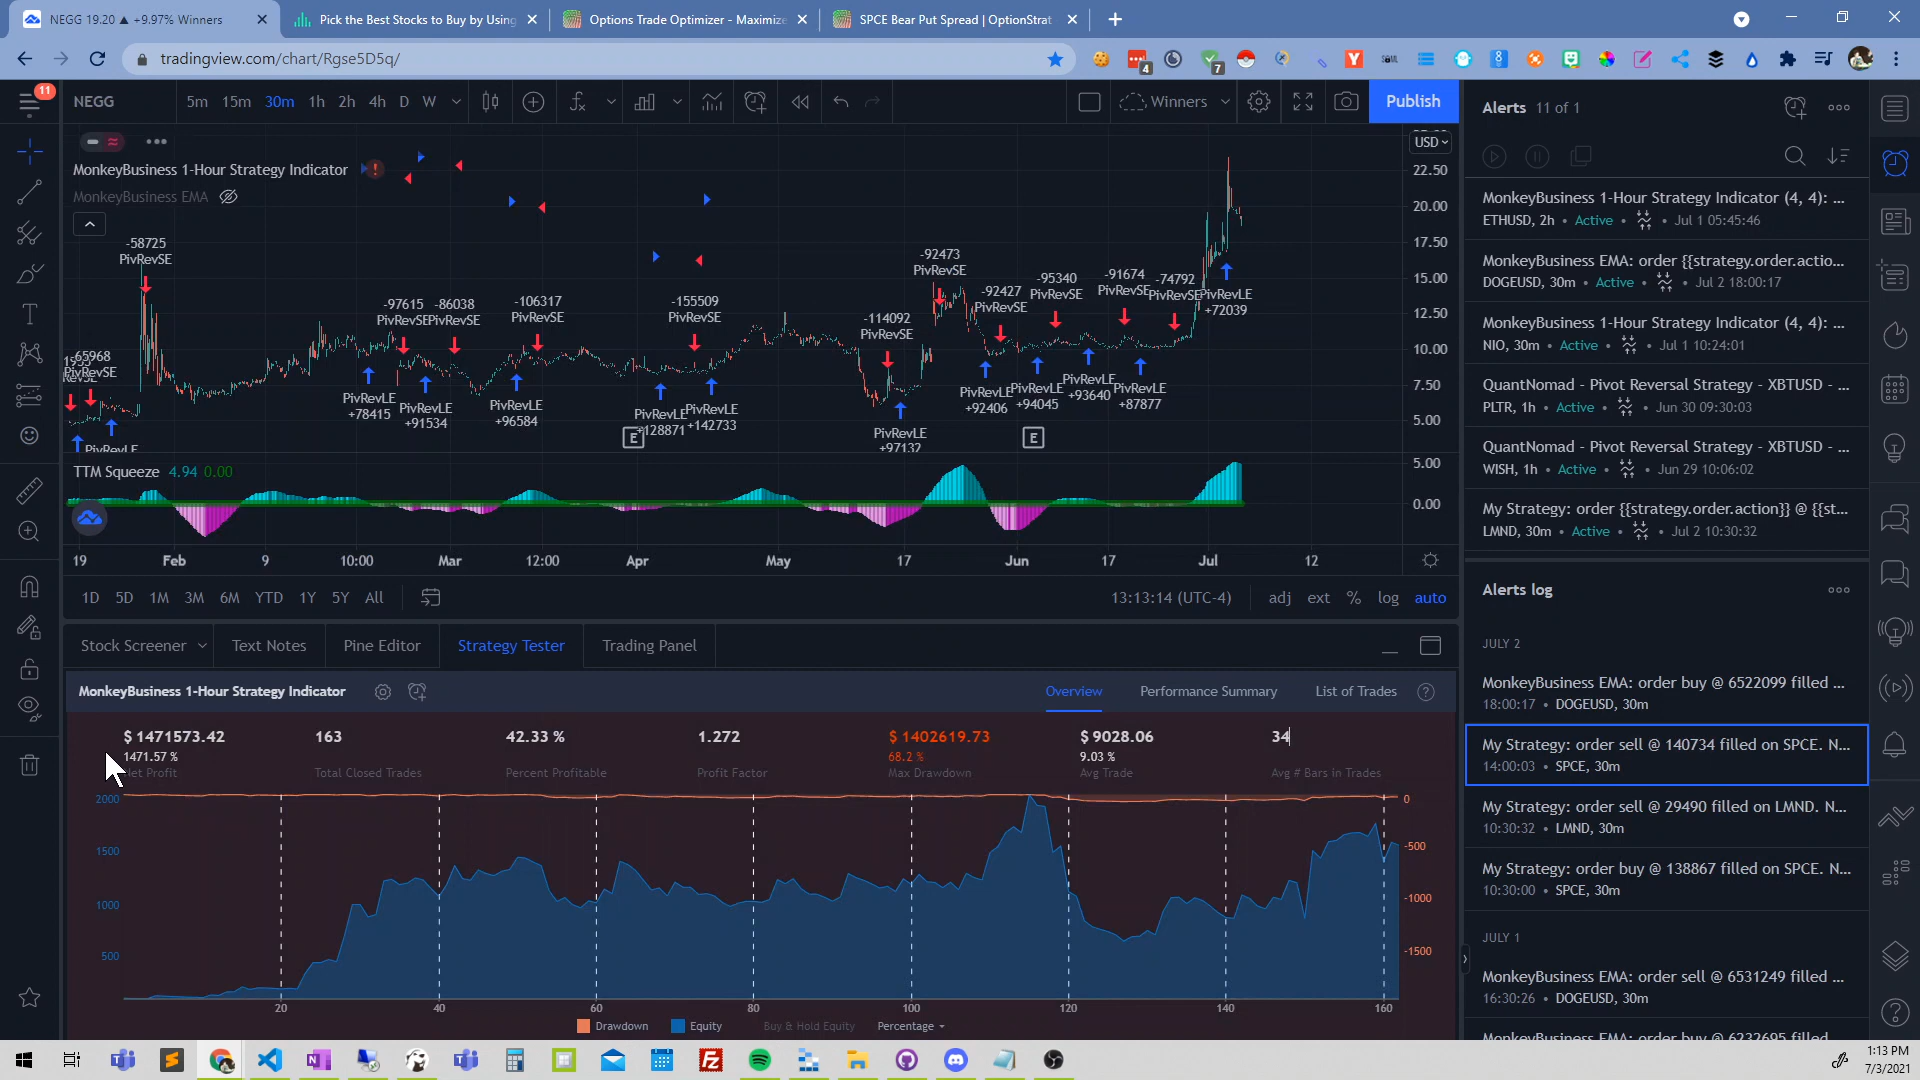 NEGG 19.20 ▲ +9.97% Winners
Pick the Best Stocks to Buy by Using
Options Trade Optimizer - Maximize
SPCE Bear Put Spread | OptionStrat
tradingview.com/chart/Rgse5D5q/
4
7
11
NEGG
5m 15m 30m 1h 2h 4h D W
Winners
Publish
USD
MonkeyBusiness 1-Hour Strategy Indicator
MonkeyBusiness EMA
22.50
20.00
17.50
15.00
12.50
10.00
7.50
5.00
-58725
PivRevSE
-65968
PivRevSE
PivRevLE
-97615
PivRevSE
-86038
PivRevSE
-106317
PivRevSE
-155509
PivRevSE
-114092
PivRevSE
-92473
PivRevSE
-92427
PivRevSE
-95340
PivRevSE
-91674
PivRevSE
-74792
PivRevSE
PivRevLE
+72039
PivRevLE
+78415
PivRevLE
+91534
PivRevLE
+96584
PivRevLE
+128871
PivRevLE
+142733
PivRevLE
+97132
PivRevLE
+92406
PivRevLE
+94045
PivRevLE
+93640
PivRevLE
+87877
E
E
TTM Squeeze 4.94 0.00
5.00
0.00
19 Feb 9 10:00 Mar 12:00 Apr May 17 Jun 17 Jul 12
1D 5D 1M 3M 6M YTD 1Y 5Y All
13:13:14 (UTC-4) adj ext % log auto
Stock Screener Text Notes Pine Editor Strategy Tester Trading Panel
MonkeyBusiness 1-Hour Strategy Indicator
Overview Performance Summary List of Trades
$ 1471573.42 163 42.33 % 1.272 $ 1402619.73 $ 9028.06 34
1471.57 % 68.2 % 9.03 %
Net Profit Total Closed Trades Percent Profitable Profit Factor Max Drawdown Avg Trade Avg # Bars in Trades
2000
1500
1000
500
0
-500
-1000
-1500
20 40 60 80 100 120 140 160
Drawdown Equity Buy & Hold Equity Percentage
Alerts 11 of 1
MonkeyBusiness 1-Hour Strategy Indicator (4, 4): ...
ETHUSD, 2h • Active • Jul 1 05:45:46
MonkeyBusiness EMA: order {{strategy.order.actio...
DOGEUSD, 30m • Active • Jul 2 18:00:17
MonkeyBusiness 1-Hour Strategy Indicator (4, 4): ...
NIO, 30m • Active • Jul 1 10:24:01
QuantNomad - Pivot Reversal Strategy - XBTUSD - ...
PLTR, 1h • Active • Jun 30 09:30:03
QuantNomad - Pivot Reversal Strategy - XBTUSD - ...
WISH, 1h • Active • Jun 29 10:06:02
My Strategy: order {{strategy.order.action}} @ {{st...
LMND, 30m • Active • Jul 2 10:30:32
Alerts log
JULY 2
MonkeyBusiness EMA: order buy @ 6522099 filled ...
18:00:17 • DOGEUSD, 30m
My Strategy: order sell @ 140734 filled on SPCE. N...
14:00:03 • SPCE, 30m
My Strategy: order sell @ 29490 filled on LMND. N...
10:30:32 • LMND, 30m
My Strategy: order buy @ 138867 filled on SPCE. N...
10:30:00 • SPCE, 30m
JULY 1
MonkeyBusiness EMA: order sell @ 6531249 filled ...
16:30:26 • DOGEUSD, 30m
MonkeyBusiness EMA: order buy @ 6232695 filled
1:13 PM
7/3/2021